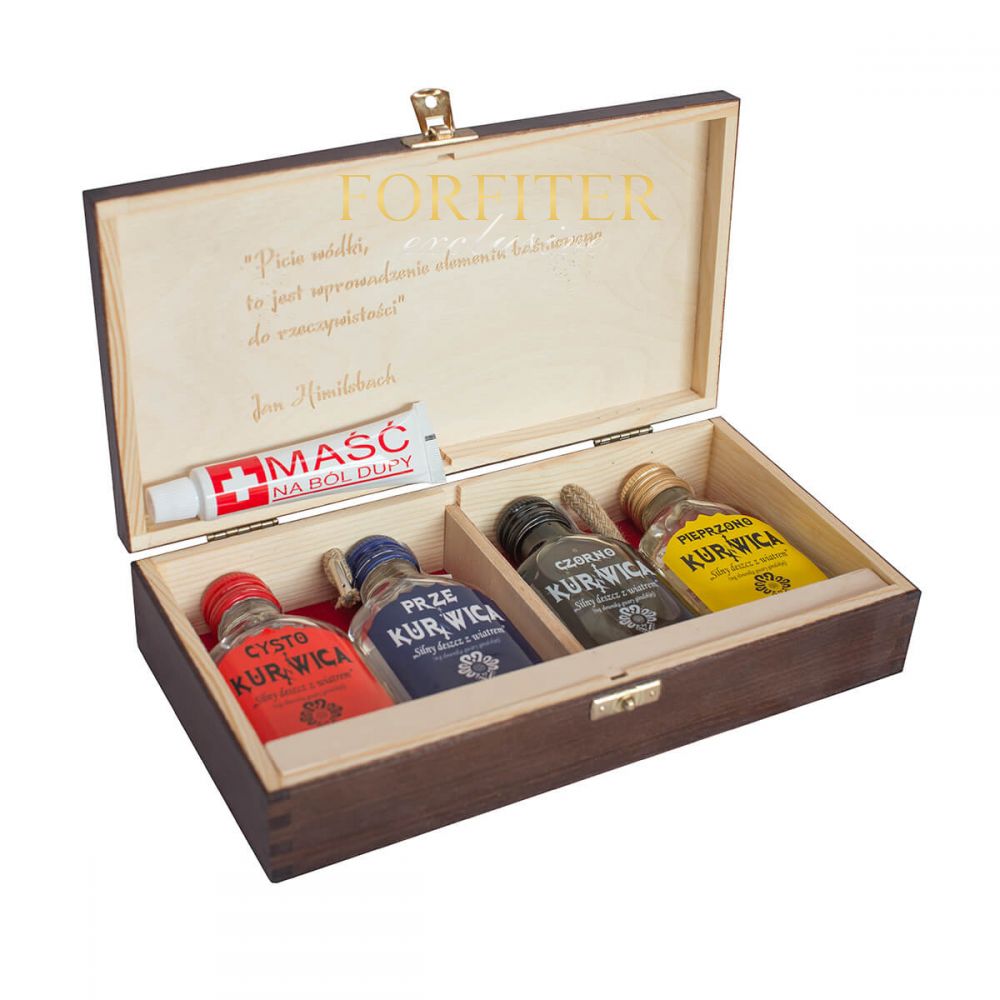 FORFITER
exclusive
"Picie wódki,
to jest wprowadzenie elementu baśniowego
do rzeczywistości"
Jan Himilsbach
MAŚĆ
NA BÓL DUPY
CYSTO
KURWICA
"Silny deszcz z wiatrem"
PRZE
KURWICA
"Silny deszcz z wiatrem"
CZORNO
KURWICA
"Silny deszcz z wiatrem"
PIEPRZONO
KURWICA
"Silny deszcz z wiatrem"